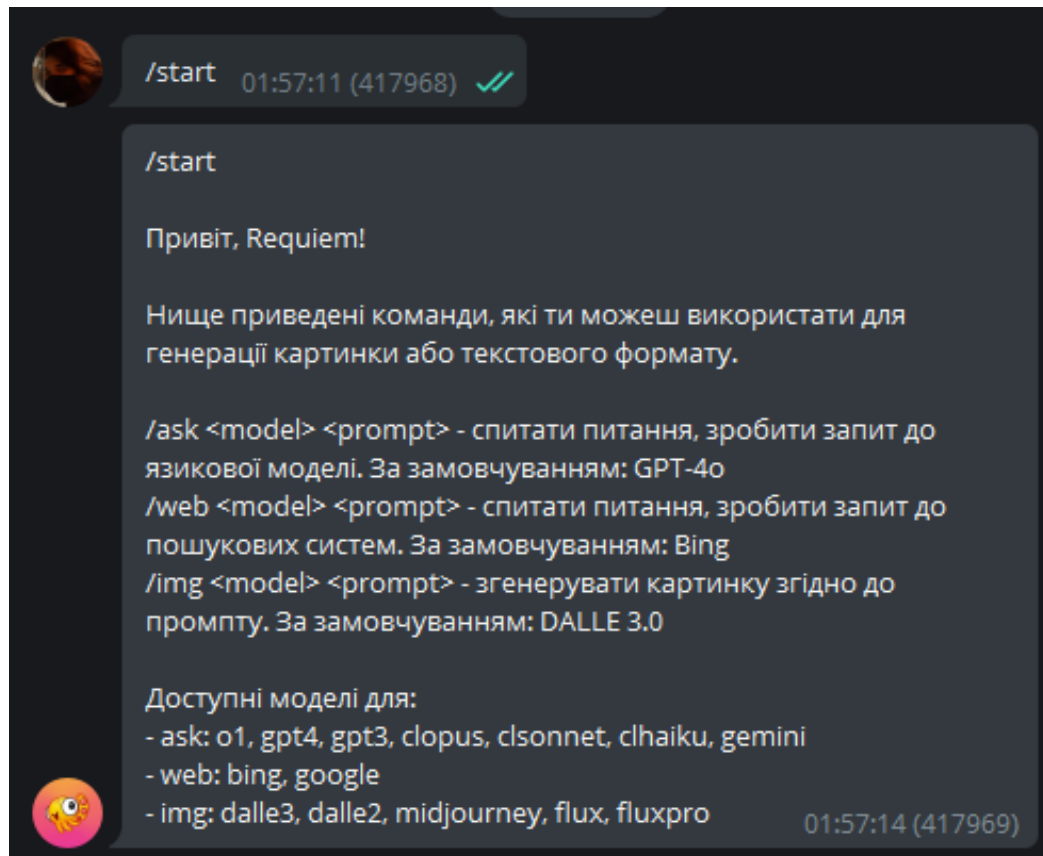 /start 01:57:11 (417968)
/start
Привіт, Requiem!
Нище приведені команди, які ти можеш використати для
генерації картинки або текстового формату.
/ask <model> <prompt> - спитати питання, зробити запит до
язикової моделі. За замовчуванням: GPT-4o
/web <model> <prompt> - спитати питання, зробити запит до
пошукових систем. За замовчуванням: Bing
/img <model> <prompt> - згенерувати картинку згідно до
промпту. За замовчуванням: DALLE 3.0
Доступні моделі для:
- ask: o1, gpt4, gpt3, clopus, clsonnet, clhaiku, gemini
- web: bing, google
- img: dalle3, dalle2, midjourney, flux, fluxpro 01:57:14 (417969)